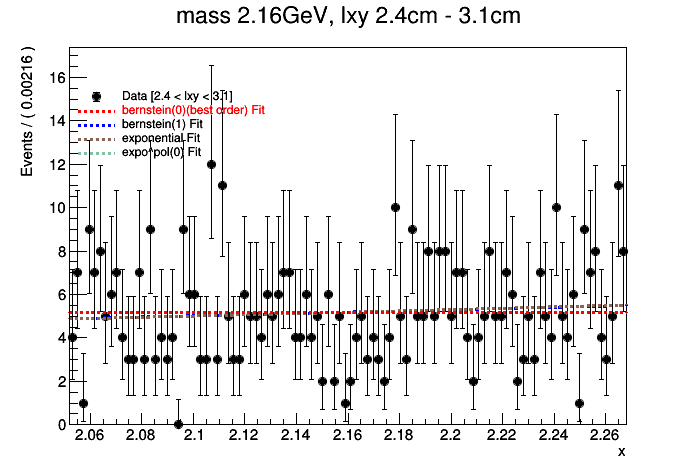 mass 2.16GeV, lxy 2.4cm - 3.1cm
Events / ( 0.00216 )
16
14
12
10
8
6
4
2
0
Data [2.4 < lxy < 3.1]
bernstein(0)(best order) Fit
bernstein(1) Fit
exponential Fit
expo^pol(0) Fit
2.06 2.08 2.1 2.12 2.14 2.16 2.18 2.2 2.22 2.24 2.26
x